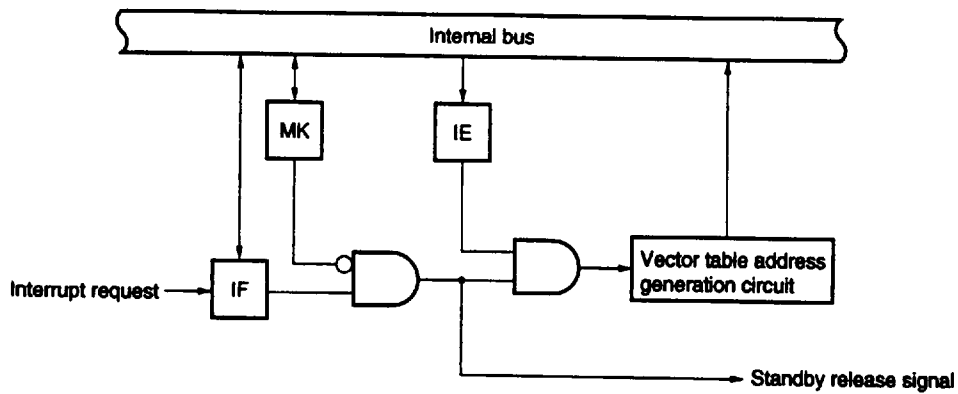 Internal bus
MK
IE
Interrupt request
IF
Vector table address
generation circuit
Standby release signal